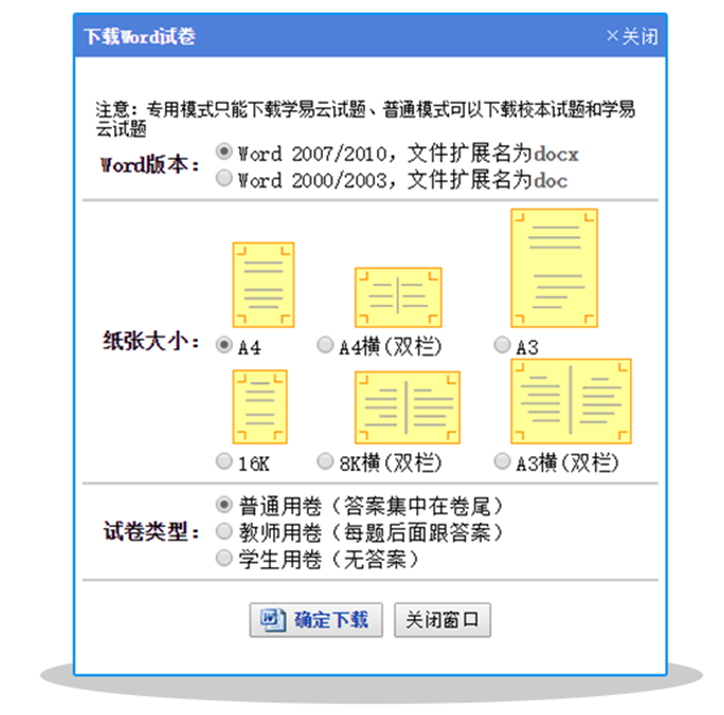 下载Word试卷 ×关闭
注意：专用模式只能下载学易云试题、普通模式可以下载校本试题和学易
云试题
Word版本：
Word 2007/2010，文件扩展名为docx
Word 2000/2003，文件扩展名为doc
纸张大小：
A4 A4横(双栏) A3
16K 8K横(双栏) A3横(双栏)
试卷类型：
普通用卷（答案集中在卷尾）
教师用卷（每题后面跟答案）
学生用卷（无答案）
确定下载 关闭窗口